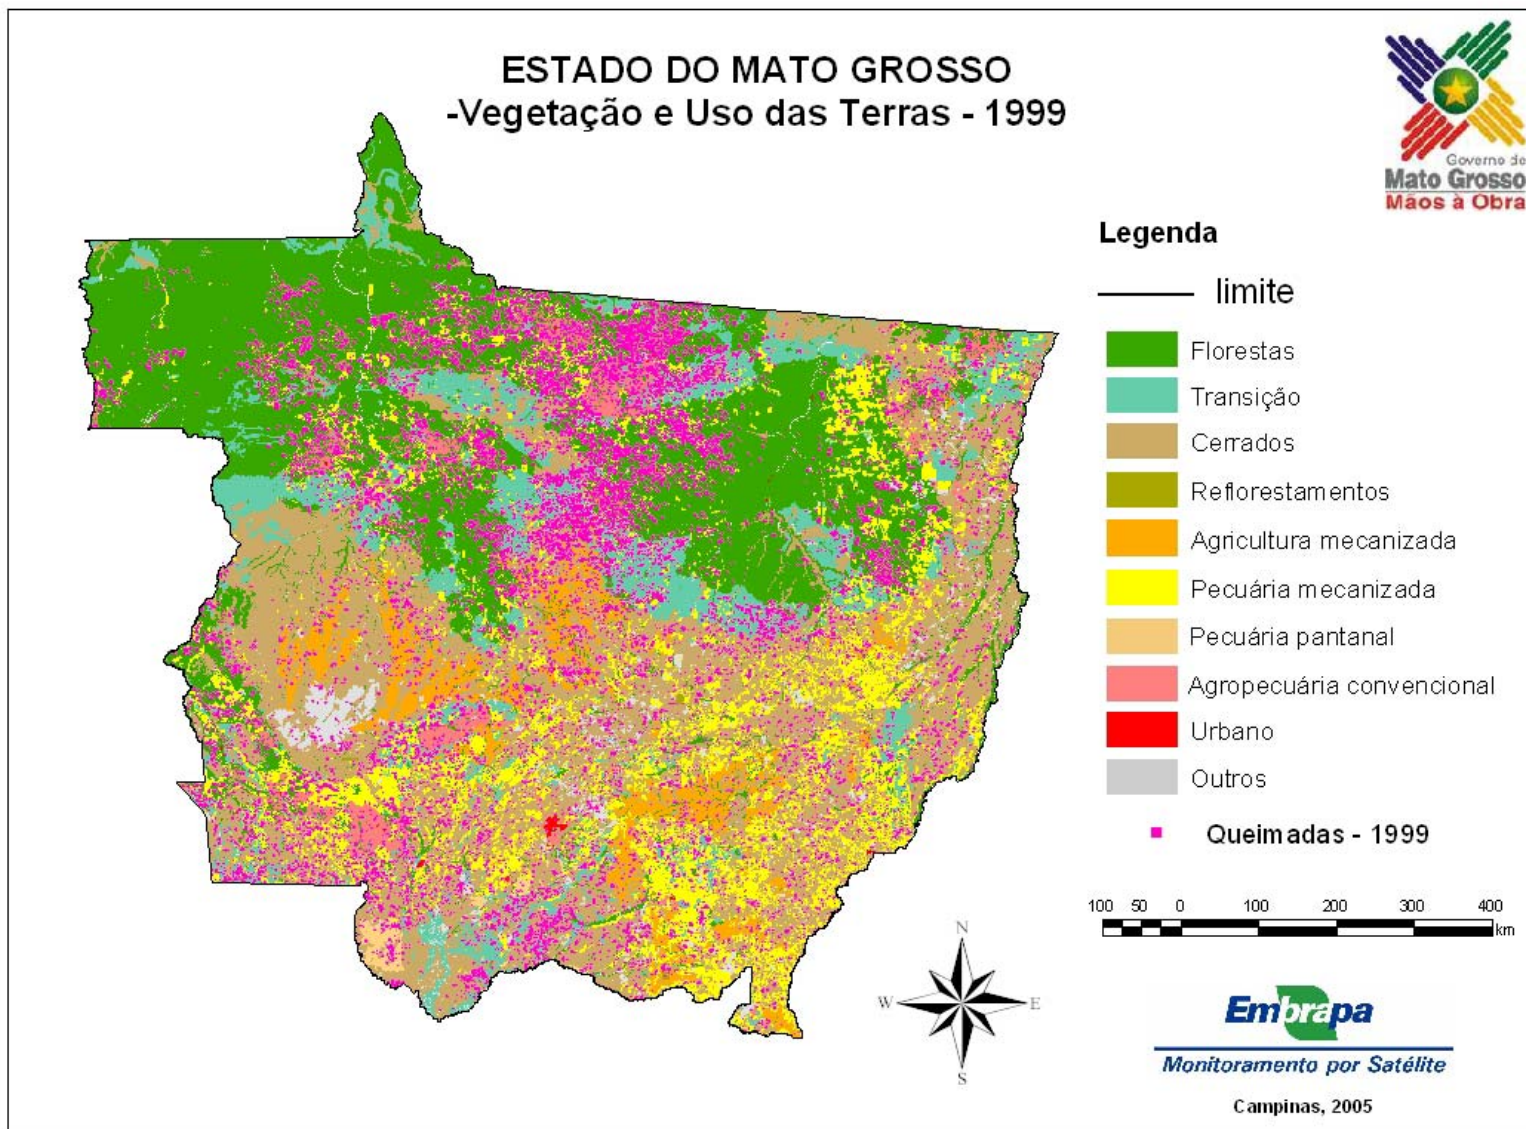 ESTADO DO MATO GROSSO
-Vegetação e Uso das Terras - 1999
Governo de
Mato Grosso
Mãos à Obra
Legenda
limite
Florestas
Transição
Cerrados
Reflorestamentos
Agricultura mecanizada
Pecuária mecanizada
Pecuária pantanal
Agropecuária convencional
Urbano
Outros
Queimadas - 1999
100 50 0 100 200 300 400
km
N
W E
S
Embrapa
Monitoramento por Satélite
Campinas, 2005